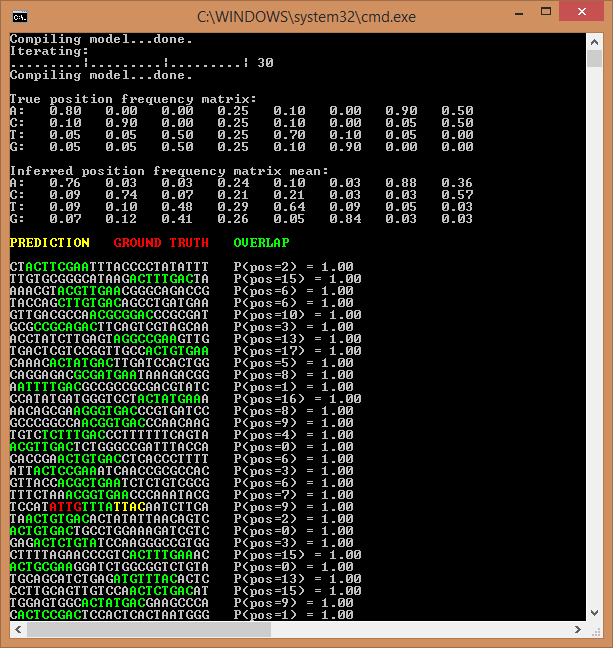 C:\WINDOWS\system32\cmd.exe
Compiling model...done.
Iterating:
.........|.........|.........| 30
Compiling model...done.
True position frequency matrix:
A: 0.80 0.00 0.00 0.25 0.10 0.00 0.90 0.50
C: 0.10 0.90 0.00 0.25 0.10 0.00 0.05 0.50
T: 0.05 0.05 0.50 0.25 0.70 0.10 0.05 0.00
G: 0.05 0.05 0.50 0.25 0.10 0.90 0.00 0.00
Inferred position frequency matrix mean:
A: 0.76 0.03 0.03 0.24 0.10 0.03 0.88 0.36
C: 0.09 0.74 0.07 0.21 0.21 0.03 0.03 0.57
T: 0.09 0.10 0.48 0.29 0.64 0.09 0.05 0.03
G: 0.07 0.12 0.41 0.26 0.05 0.84 0.03 0.03
PREDICTION GROUND TRUTH OVERLAP
CTACTTCGAATTTACCCCTATATTT P(pos=2) = 1.00
TTGTGCGGGCATAAGACTTTGACTA P(pos=15) = 1.00
AAACGTACGTTGAACGGGCAGACCG P(pos=6) = 1.00
TACCAGCTTGTGACAGCCTGATGAA P(pos=6) = 1.00
GTTGACGCCAACGCGGACCCGCGAT P(pos=10) = 1.00
GCGCCGCAGACTTCAGTCGTAGCAA P(pos=3) = 1.00
ACCTATCTTGAGTAGGCCGAAGTTG P(pos=13) = 1.00
TGACTCGTCCGGTTGCCACTGTGAA P(pos=17) = 1.00
CAAACACTATGACTTGATCCACTGG P(pos=5) = 1.00
CAGGAGACGCGATGAATAAAGACGG P(pos=8) = 1.00
AATTTTGACGCCGCCGCGACGTATC P(pos=1) = 1.00
CCATATGATGGGTCCTACTATGAAA P(pos=16) = 1.00
AACAGCGAAGGGTGACCCGTGATCC P(pos=8) = 1.00
GCCCGGCCAACGGTGACCCAACAAG P(pos=9) = 1.00
TGTCTCTTTGACCCTTTTTTCAGTA P(pos=4) = 1.00
ACGTTGACTCTGGGCCGATTTACCA P(pos=0) = 1.00
CACCGAACTGTGACCTCACCCTTTT P(pos=6) = 1.00
ATTACTCCGAAATCAACCGCGCCAC P(pos=3) = 1.00
GTTACCACGCTGAATCTCTGTCGCG P(pos=6) = 1.00
TTTCTAAACGGTGAACCCAAATACG P(pos=7) = 1.00
TCCATATTGTTTATTACAATCTTCA P(pos=9) = 1.00
TAACTGTGACACTATATTAACAGTC P(pos=2) = 1.00
ACTGTGACTGCCTGGAAAGATCGTC P(pos=0) = 1.00
GAGACTCTGTATCCAAGGGCCGTGG P(pos=3) = 1.00
CTTTTAGAACCCGTCACTTTGAAAC P(pos=15) = 1.00
ACTGCGAAGGATCTGGCGGTCTGTA P(pos=0) = 1.00
TGCAGCATCTGAGATGTTTACACTC P(pos=13) = 1.00
CCTTGCAGTTGTCCAACTCTGACAT P(pos=15) = 1.00
TGGAGTGGCACTATGACGAAGCCCA P(pos=9) = 1.00
CACTCCGACTCCACTCACTAATGGG P(pos=1) = 1.00